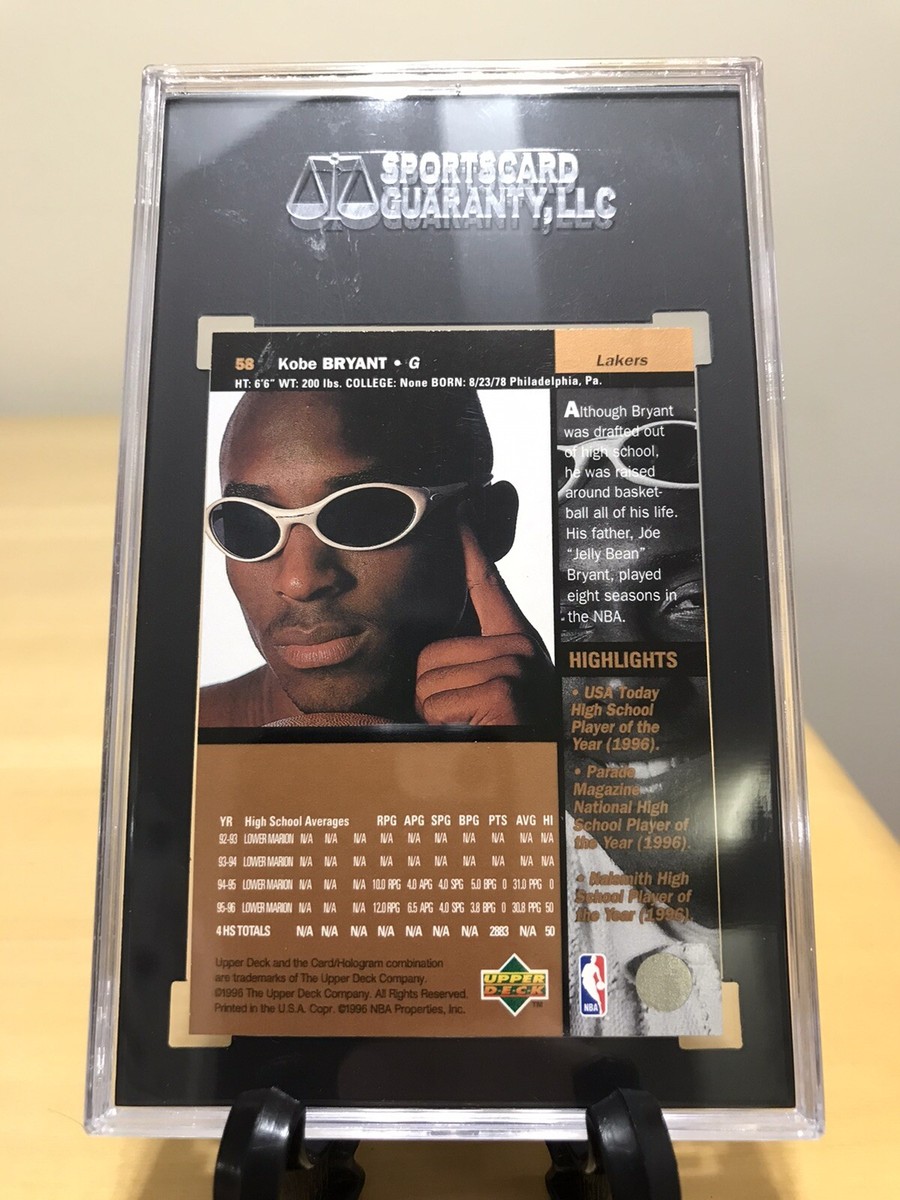 SPORTSCARD
GUARANTY, LLC
58 Kobe BRYANT • G
Lakers
HT: 6'6" WT: 200 lbs. COLLEGE: None BORN: 8/23/78 Philadelphia, Pa.
Although Bryant
was drafted out
of high school,
he was raised
around basket-
ball all of his life.
His father, Joe
"Jelly Bean"
Bryant, played
eight seasons in
the NBA.
HIGHLIGHTS
• USA Today
High School
Player of the
Year (1996).
• Parade
Magazine
National High
School Player of
the Year (1996).
• Naismith High
School Player of
the Year (1996).
YR High School Averages RPG APG SPG BPG PTS AVG HI
92-93 LOWER MARION N/A N/A N/A N/A N/A N/A N/A N/A N/A N/A
93-94 LOWER MARION N/A N/A N/A N/A N/A N/A N/A N/A N/A N/A
94-95 LOWER MARION N/A N/A N/A 10.0 RPG 4.0 APG 4.0 SPG 5.0 BPG 0 31.0 PPG 0
95-96 LOWER MARION N/A N/A N/A 12.0 RPG 6.5 APG 4.0 SPG 3.8 BPG 0 30.8 PPG 50
4 HS TOTALS N/A N/A N/A N/A N/A N/A N/A 2883 N/A 50
Upper Deck and the Card/Hologram combination
are trademarks of The Upper Deck Company.
©1996 The Upper Deck Company. All Rights Reserved.
Printed in the U.S.A. Copr. ©1996 NBA Properties, Inc.
UPPER
DECK
TM
NBA